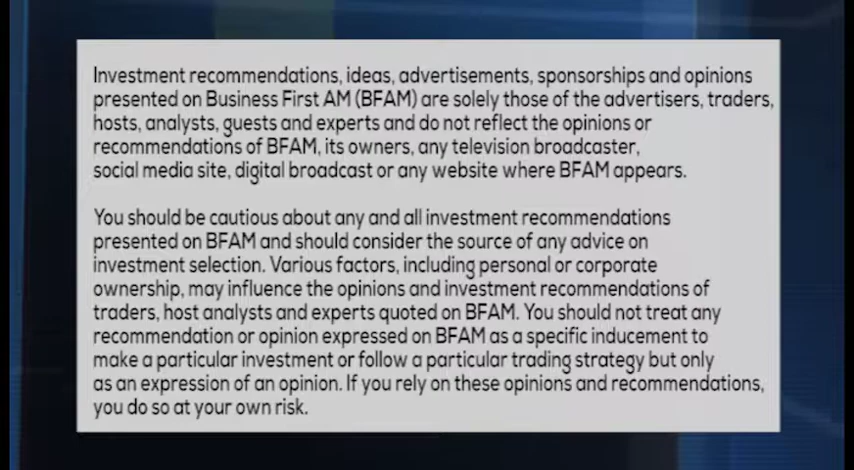 Investment recommendations, ideas, advertisements, sponsorships and opinions
presented on Business First AM (BFAM) are solely those of the advertisers, traders,
hosts, analysts, guests and experts and do not reflect the opinions or
recommendations of BFAM, its owners, any television broadcaster,
social media site, digital broadcast or any website where BFAM appears.
You should be cautious about any and all investment recommendations
presented on BFAM and should consider the source of any advice on
investment selection. Various factors, including personal or corporate
ownership, may influence the opinions and investment recommendations of
traders, host analysts and experts quoted on BFAM. You should not treat any
recommendation or opinion expressed on BFAM as a specific inducement to
make a particular investment or follow a particular trading strategy but only
as an expression of an opinion. If you rely on these opinions and recommendations,
you do so at your own risk.